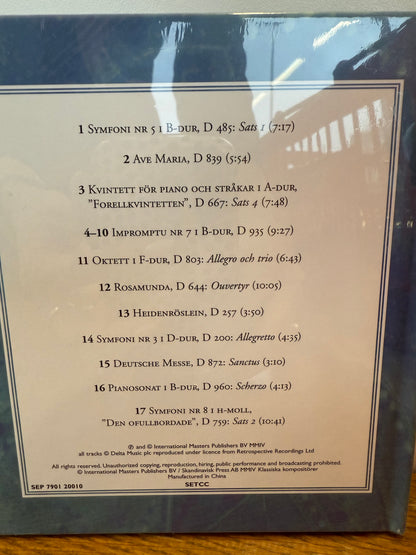 1 Symfoni nr 5 i B-dur, D 485: Sats 1 (7:17)
2 Ave Maria, D 839 (5:54)
3 Kvintett för piano och stråkar i A-dur,
”Forellkvintetten”, D 667: Sats 4 (7:48)
4–10 Impromptu nr 7 i B-dur, D 935 (9:27)
11 Oktett i F-dur, D 803: Allegro och trio (6:43)
12 Rosamunda, D 644: Ouvertyr (10:05)
13 Heidenröslein, D 257 (3:50)
14 Symfoni nr 3 i D-dur, D 200: Allegretto (4:35)
15 Deutsche Messe, D 872: Sanctus (3:10)
16 Pianosonat i B-dur, D 960: Scherzo (4:13)
17 Symfoni nr 8 i h-moll,
”Den ofullbordade”, D 759: Sats 2 (10:41)
℗ and © International Masters Publishers BV MMIV
all tracks © Delta Music plc reproduced under licence from Retrospective Recordings Ltd
All rights reserved. Unauthorized copying, reproduction, hiring, public performance and broadcasting prohibited.
© International Masters Publishers BV / Skandinavisk Press AB MMIV Klassiska kompositörer
Manufactured in China
SEP 7901 20010
SETCC